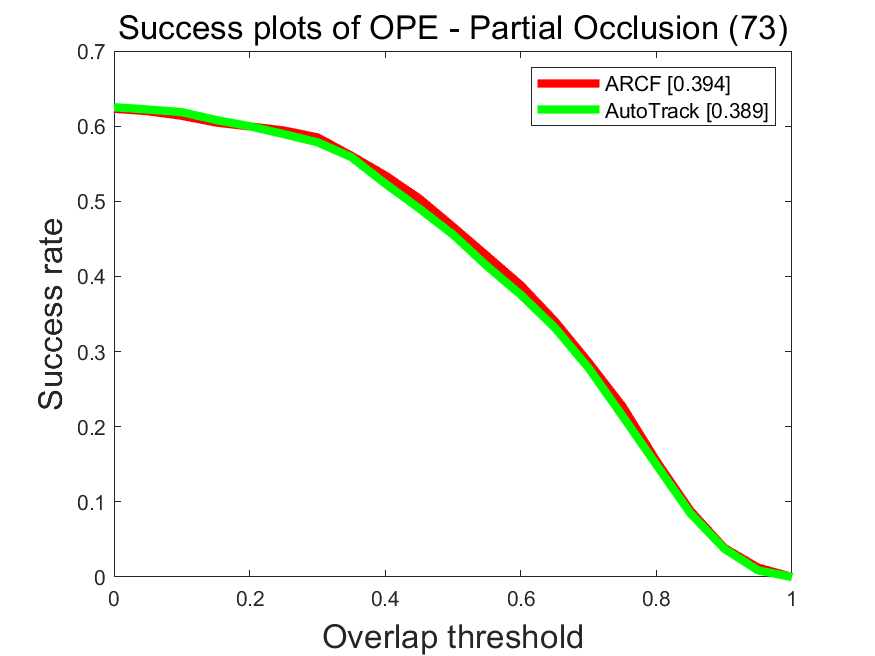 Success plots of OPE - Partial Occlusion (73)
0.7
0.6
0.5
0.4
0.3
0.2
0.1
0
ARCF [0.394]
AutoTrack [0.389]
Success rate
0 0.2 0.4 0.6 0.8 1
Overlap threshold